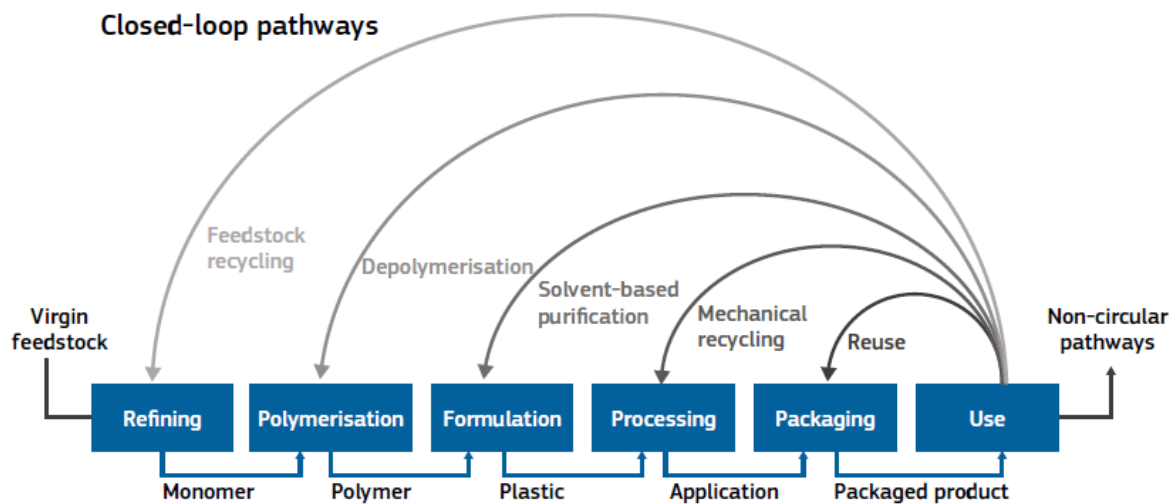 Closed-loop pathways
Feedstock
recycling
Depolymerisation
Solvent-based
purification
Mechanical
recycling
Reuse
Virgin
feedstock
Non-circular
pathways
Refining
Polymerisation
Formulation
Processing
Packaging
Use
Monomer
Polymer
Plastic
Application
Packaged product